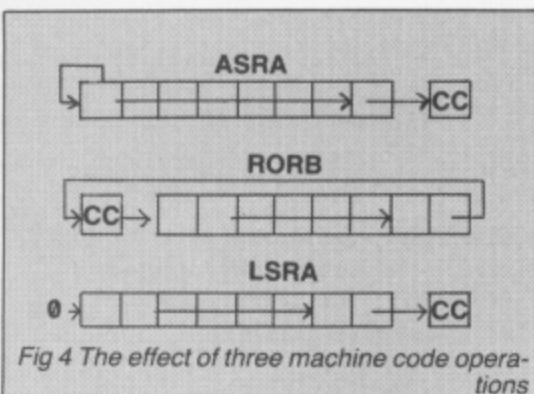 ASRA
CC
RORB
CC
LSRA
0 CC
Fig 4 The effect of three machine code opera-
tions